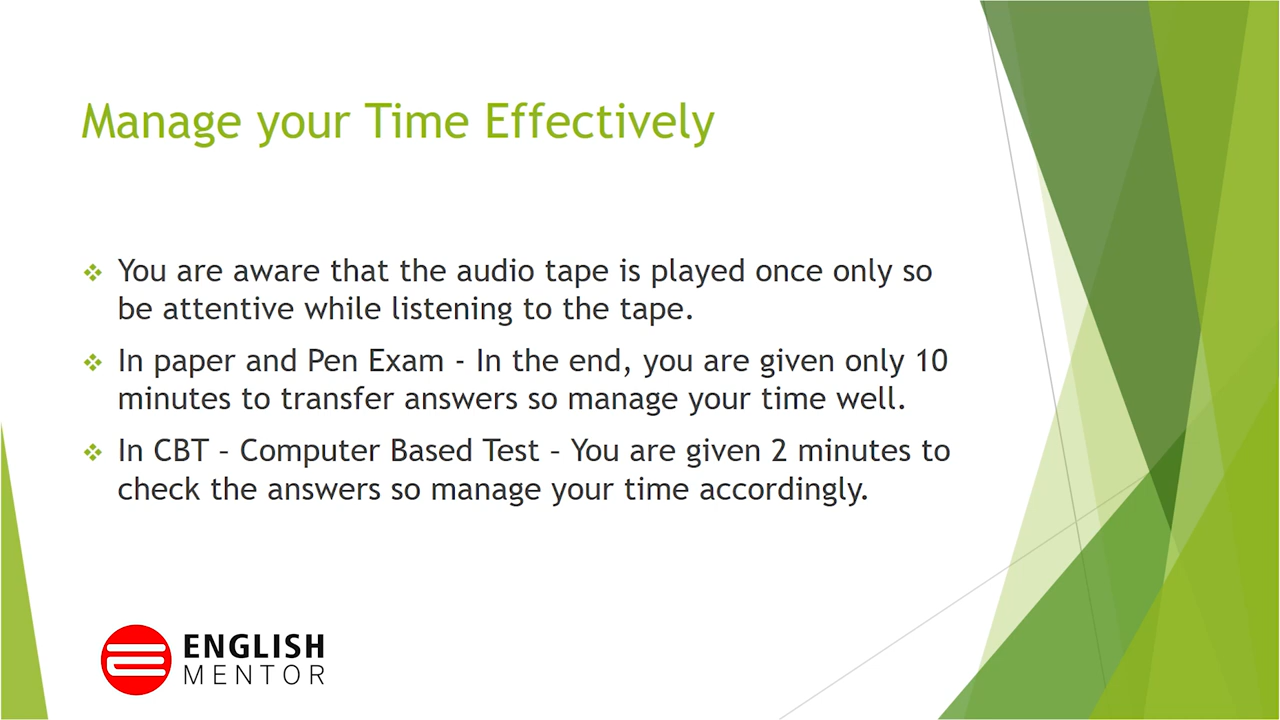 Manage your Time Effectively
You are aware that the audio tape is played once only so
be attentive while listening to the tape.
In paper and Pen Exam - In the end, you are given only 10
minutes to transfer answers so manage your time well.
In CBT – Computer Based Test – You are given 2 minutes to
check the answers so manage your time accordingly.
ENGLISH
MENTOR